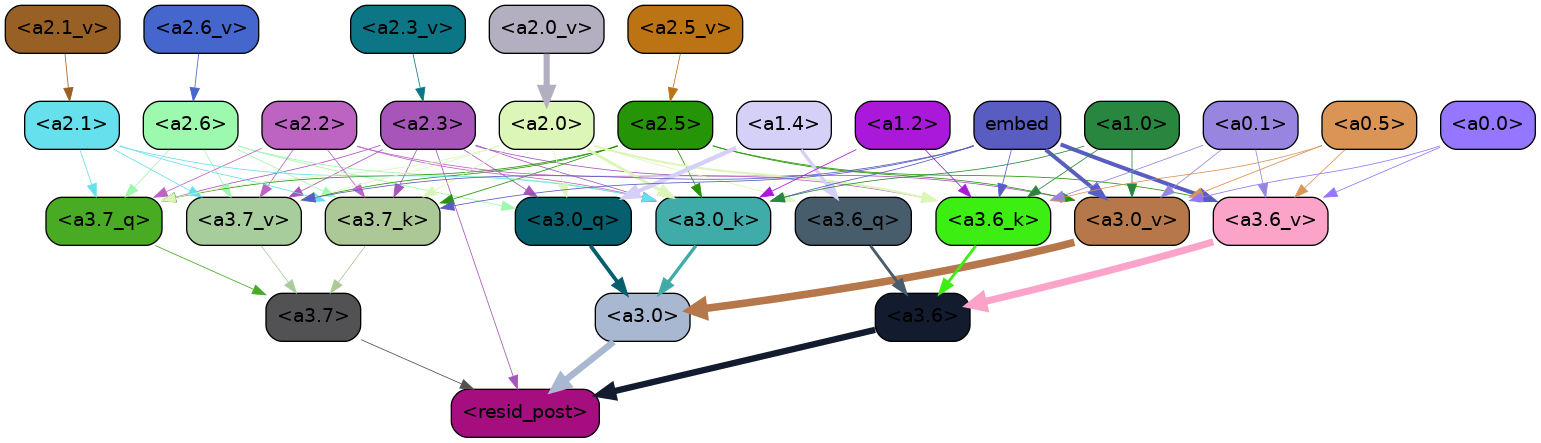 <a2.1_v> <a2.6_v> <a2.3_v> <a2.0_v> <a2.5_v>
<a2.1> <a2.6> <a2.2> <a2.3> <a2.0> <a2.5> <a1.4> <a1.2> embed <a1.0> <a0.1> <a0.5> <a0.0>
<a3.7_q> <a3.7_v> <a3.7_k> <a3.0_q> <a3.0_k> <a3.6_q> <a3.6_k> <a3.0_v> <a3.6_v>
<a3.7> <a3.0> <a3.6>
<resid_post>